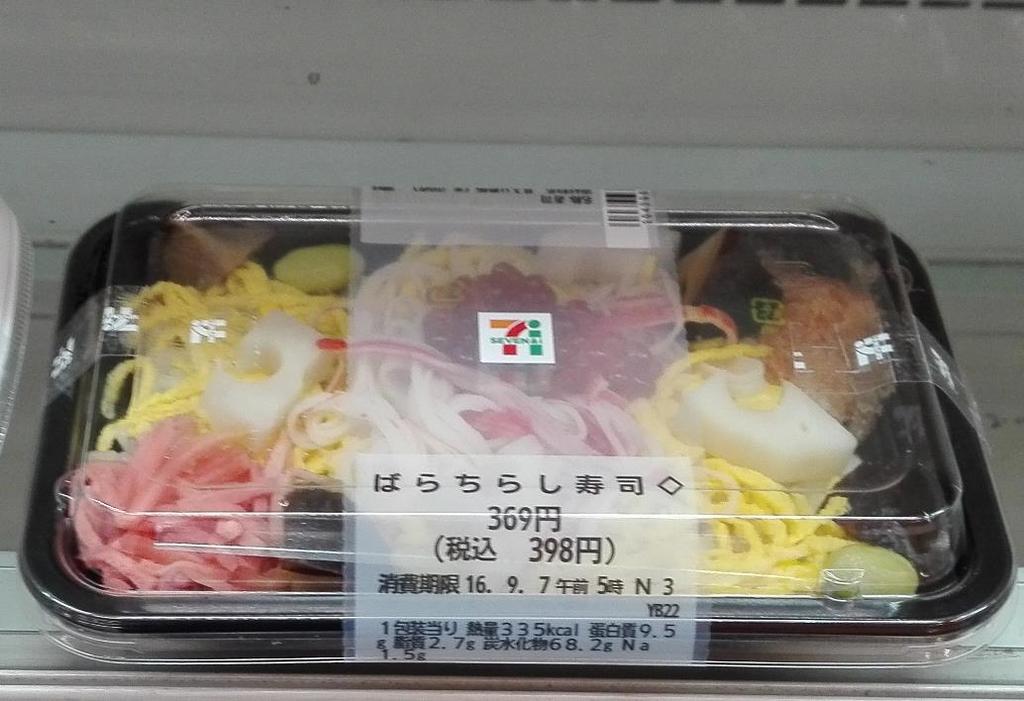 7i
SEVEN&i
ばらちらし寿司◇
369円
(税込 398円)
消費期限 16. 9. 7 午前 5時 N 3
YB22
1包装当り 熱量335kcal 蛋白質9.5
g 脂質2.7g 炭水化物68.2g Na
1.5g